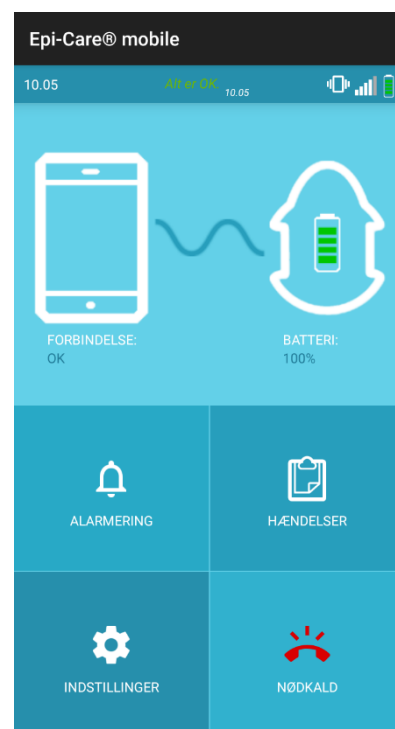 Epi-Care® mobile
10.05 Alt er OK 10.05
FORBINDELSE: BATTERI:
OK 100%
ALARMERING HÆNDELSER
INDSTILLINGER NØDKALD